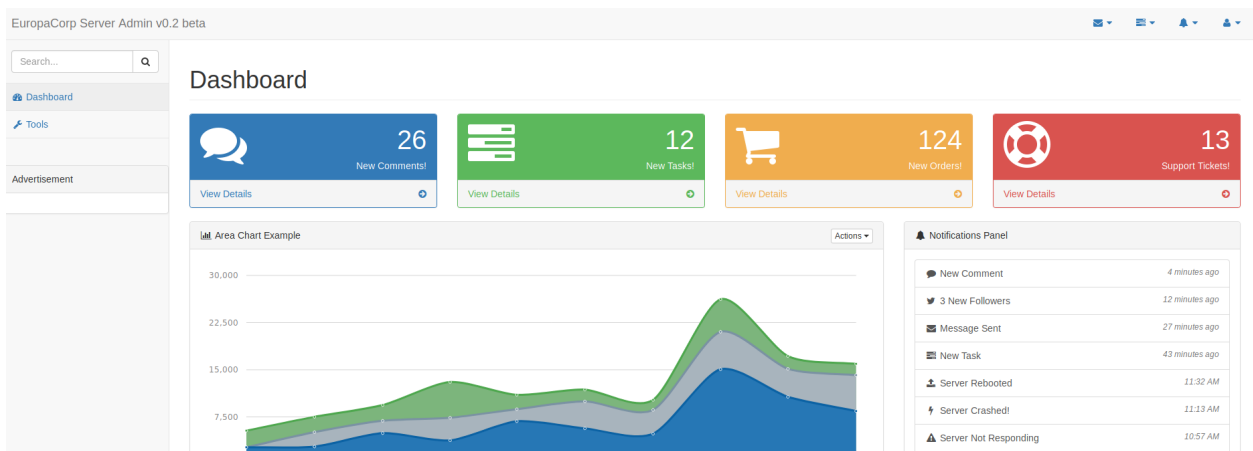 EuropaCorp Server Admin v0.2 beta
Search...
Dashboard
Tools
Advertisement
Dashboard
26
New Comments!
View Details
12
New Tasks!
View Details
124
New Orders!
View Details
13
Support Tickets!
View Details
Area Chart Example
Actions
30,000
22,500
15,000
7,500
Notifications Panel
New Comment 4 minutes ago
3 New Followers 12 minutes ago
Message Sent 27 minutes ago
New Task 43 minutes ago
Server Rebooted 11:32 AM
Server Crashed! 11:13 AM
Server Not Responding 10:57 AM